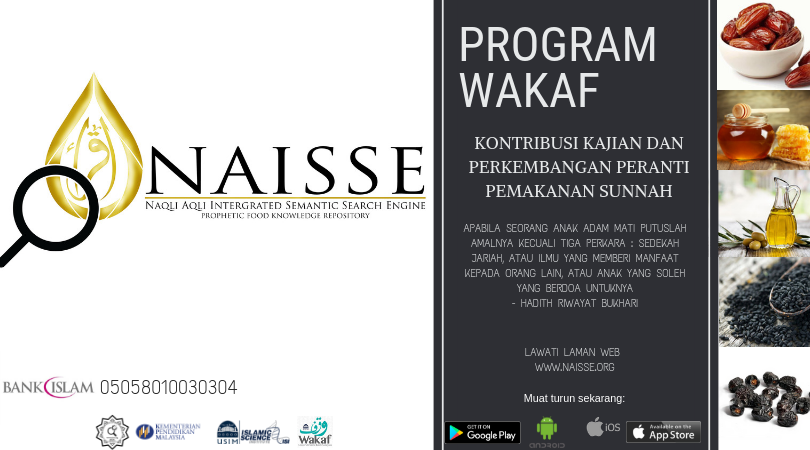 NAISSE
NAQLI AQLI INTERGRATED SEMANTIC SEARCH ENGINE
PROPHETIC FOOD KNOWLEDGE REPOSITORY
BANK ISLAM 05058010030304
KEMENTERIAN
PENDIDIKAN
MALAYSIA
USIM
ISLAMIC
SCIENCE
Wakaf
PROGRAM
WAKAF
KONTRIBUSI KAJIAN DAN
PERKEMBANGAN PERANTI
PEMAKANAN SUNNAH
APABILA SEORANG ANAK ADAM MATI PUTUSLAH
AMALNYA KECUALI TIGA PERKARA : SEDEKAH
JARIAH, ATAU ILMU YANG MEMBERI MANFAAT
KEPADA ORANG LAIN, ATAU ANAK YANG SOLEH
YANG BERDOA UNTUKNYA
- HADITH RIWAYAT BUKHARI
LAWATI LAMAN WEB
WWW.NAISSE.ORG
Muat turun sekarang:
GET IT ON
Google Play
ANDROID
iOS
Available on the
App Store